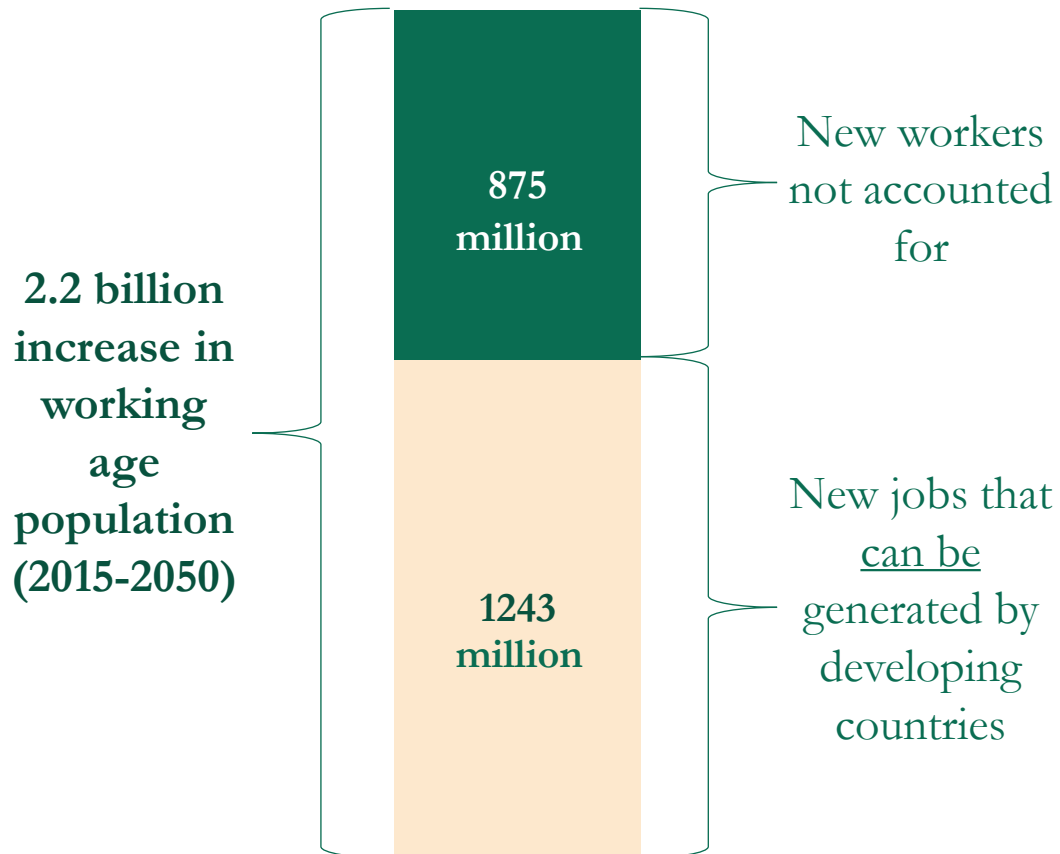 2.2 billion
increase in
working
age
population
(2015-2050)
875
million
New workers
not accounted
for
1243
million
New jobs that
can be
generated by
developing
countries